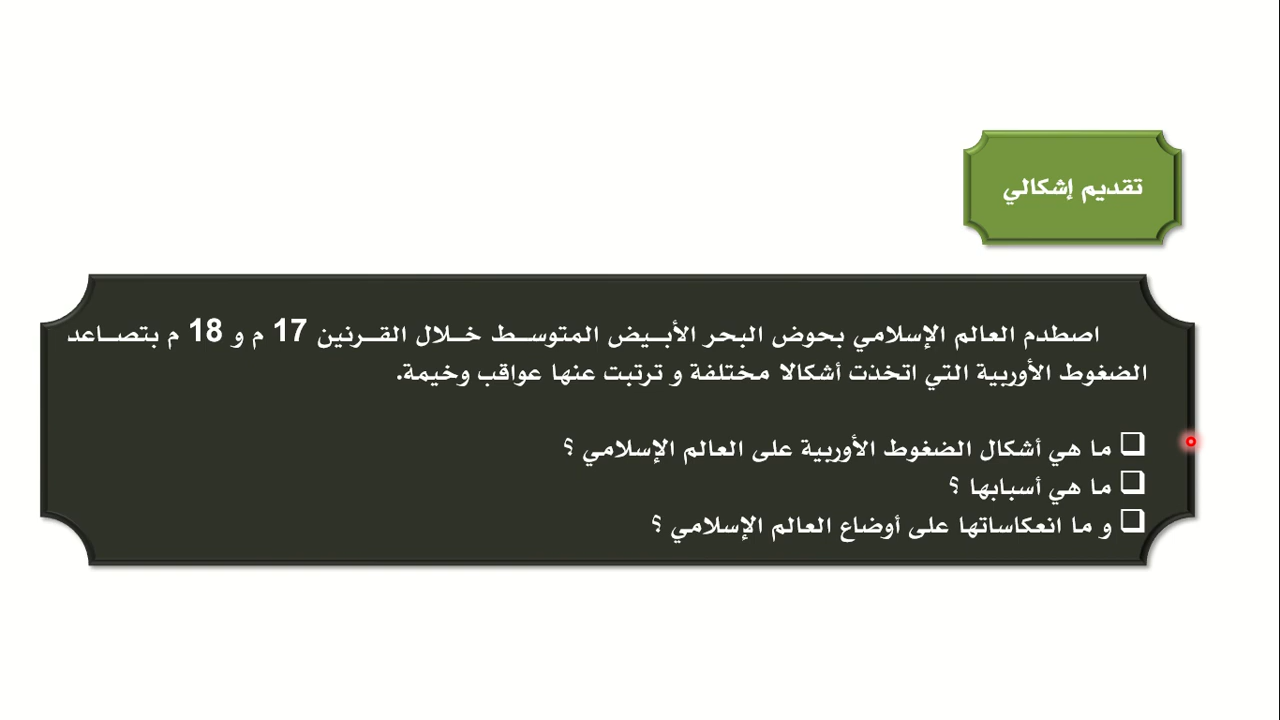 تقديم إشكالي
اصطدم العالم الإسلامي بحوض البحر الأبيض المتوسط خلال القرنين 17 م و 18 م بتصاعد
الضغوط الأوربية التي اتخذت أشكالا مختلفة و ترتبت عنها عواقب وخيمة.
ما هي أشكال الضغوط الأوربية على العالم الإسلامي ؟
ما هي أسبابها ؟
و ما انعكاساتها على أوضاع العالم الإسلامي ؟